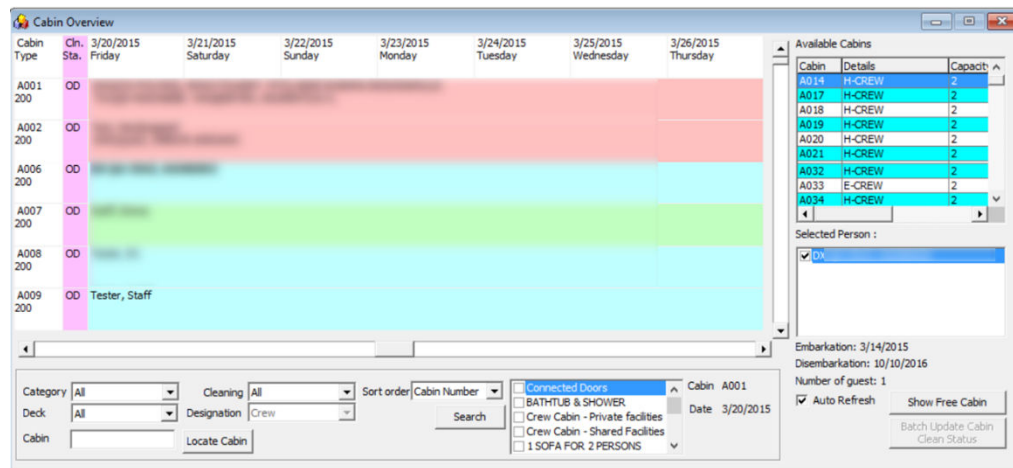 Cabin Overview
Cabin Type Cln. Sta. 3/20/2015 Friday 3/21/2015 Saturday 3/22/2015 Sunday 3/23/2015 Monday 3/24/2015 Tuesday 3/25/2015 Wednesday 3/26/2015 Thursday
A001 200 OD
A002 200 OD
A006 200 OD
A007 200 OD
A008 200 OD
A009 200 OD Tester, Staff
Available Cabins
Cabin Details Capacit
A014 H-CREW 2
A017 H-CREW 2
A018 H-CREW 2
A019 H-CREW 2
A020 H-CREW 2
A021 H-CREW 2
A032 H-CREW 2
A033 E-CREW 2
A034 H-CREW 2
Selected Person :
Embarkation: 3/14/2015
Disembarkation: 10/10/2016
Number of guest: 1
Auto Refresh
Show Free Cabin
Batch Update Cabin Clean Status
Category All
Deck All
Cabin
Locate Cabin
Cleaning All
Designation Crew
Sort order Cabin Number
Search
Connected Doors
BATHTUB & SHOWER
Crew Cabin - Private facilities
Crew Cabin - Shared Facilities
1 SOFA FOR 2 PERSONS
Cabin A001
Date 3/20/2015